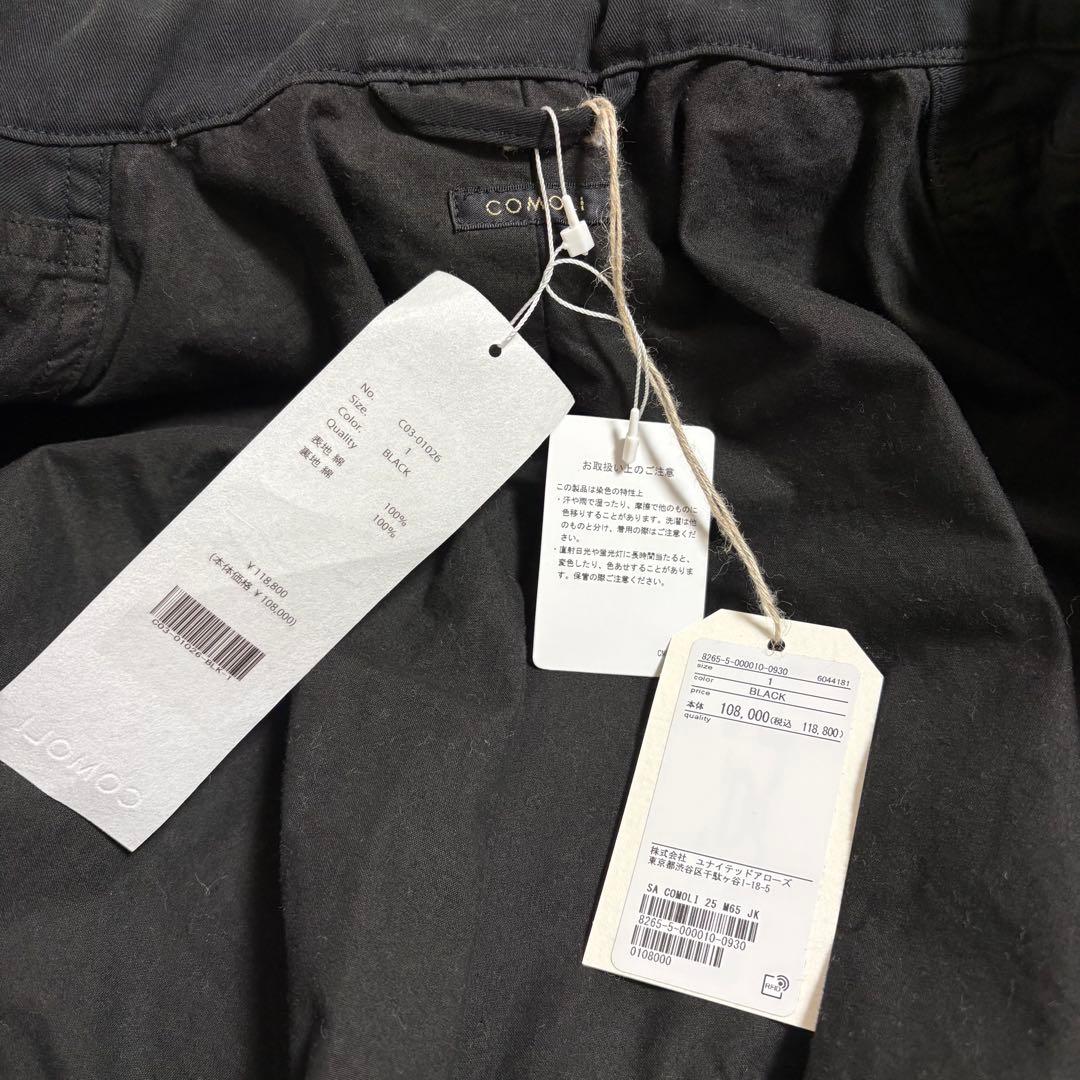 COMOLI
No. C03-01026
Size. 1
Color. BLACK
Quality
表地 綿 100%
裏地 綿 100%
¥118,800
(本体価格 ¥108,000)
C03-01026-BLK-1
COMOLI
お取扱い上のご注意
この製品は染色の特性上
・汗や雨で湿ったり、摩擦で他のものに
色移りすることがあります。洗濯は他
のものと分け、着用の際はご注意くだ
さい。
・直射日光や蛍光灯に長時間当たると、
変色したり、色あせすることがありま
す。保管の際ご注意ください。
8265-5-000010-0930
size 1 6044181
color BLACK
price
本体 108,000(税込 118,800)
quality
株式会社 ユナイテッドアローズ
東京都渋谷区千駄ヶ谷1-18-5
SA COMOLI 25 M65 JK
8265-5-000010-0930
0108000
RFID